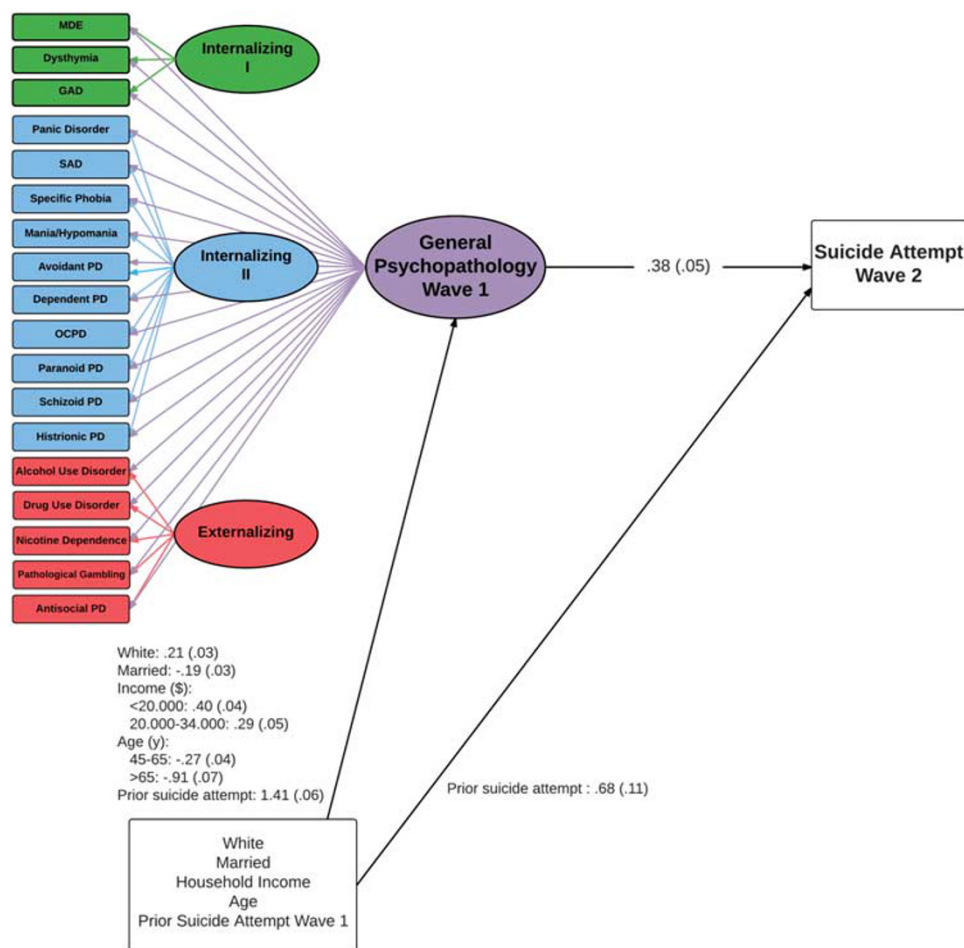 MDE
Dysthymia
GAD
Panic Disorder
SAD
Specific Phobia
Mania/Hypomania
Avoidant PD
Dependent PD
OCPD
Paranoid PD
Schizoid PD
Histrionic PD
Alcohol Use Disorder
Drug Use Disorder
Nicotine Dependence
Pathological Gambling
Antisocial PD
Internalizing
I
Internalizing
II
Externalizing
General
Psychopathology
Wave 1
.38 (.05)
Suicide Attempt
Wave 2
White: .21 (.03)
Married: -.19 (.03)
Income ($):
<20.000: .40 (.04)
20.000-34.000: .29 (.05)
Age (y):
45-65: -.27 (.04)
>65: -.91 (.07)
Prior suicide attempt: 1.41 (.06)
Prior suicide attempt : .68 (.11)
White
Married
Household Income
Age
Prior Suicide Attempt Wave 1